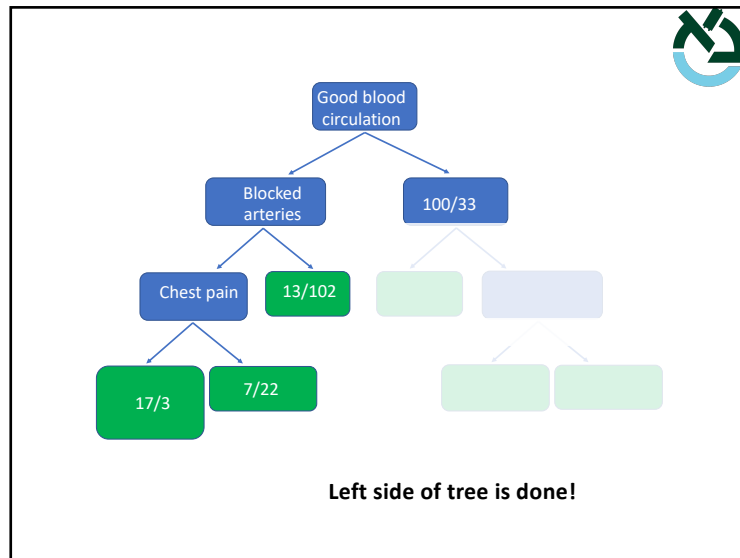 Good blood
circulation
Blocked
arteries
100/33
Chest pain
13/102
17/3
7/22
Left side of tree is done!